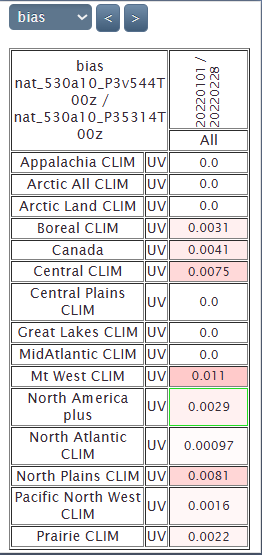 bias
< >
bias
nat_530a10_P3v544T
00z /
nat_530a10_P35314T
00z
20220101 /
20220228
All
Appalachia CLIM UV 0.0
Arctic All CLIM UV 0.0
Arctic Land CLIM UV 0.0
Boreal CLIM UV 0.0031
Canada UV 0.0041
Central CLIM UV 0.0075
Central Plains
CLIM UV 0.0
Great Lakes CLIM UV 0.0
MidAtlantic CLIM UV 0.0
Mt West CLIM UV 0.011
North America
plus UV 0.0029
North Atlantic
CLIM UV 0.00097
North Plains CLIM UV 0.0081
Pacific North West
CLIM UV 0.0016
Prairie CLIM UV 0.0022